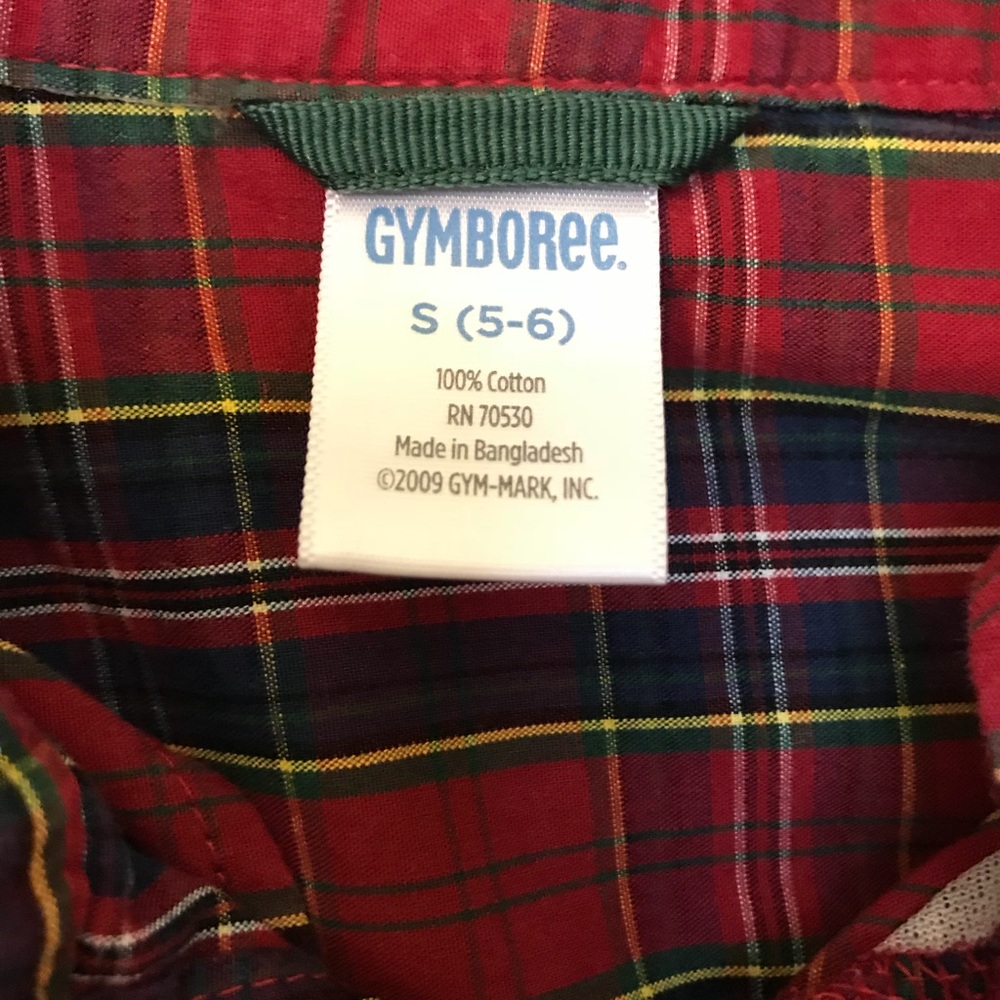 GYMBORee.
S (5-6)
100% Cotton
RN 70530
Made in Bangladesh
©2009 GYM-MARK, INC.